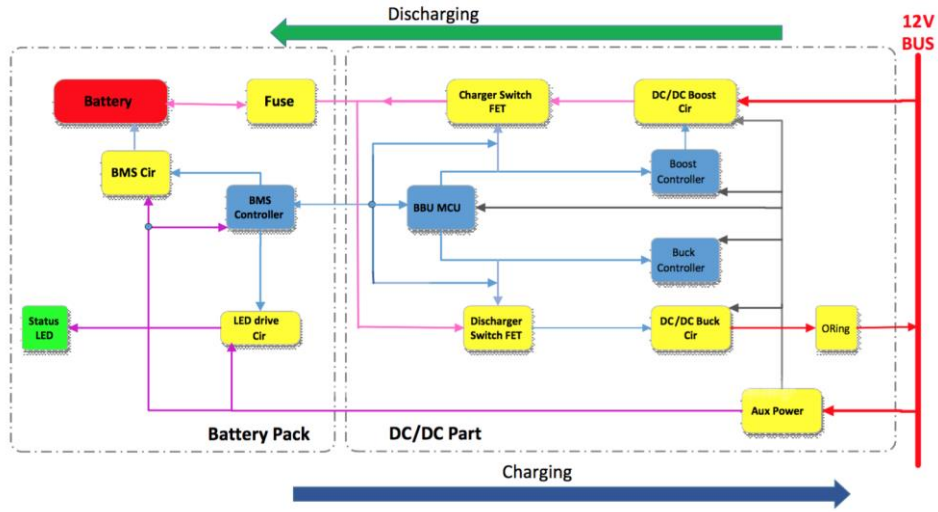 Discharging
12V
BUS
Battery
Fuse
Charger Switch
FET
DC/DC Boost
Cir
BMS Cir
BMS
Controller
BBU MCU
Boost
Controller
Buck
Controller
Status
LED
LED drive
Cir
Discharger
Switch FET
DC/DC Buck
Cir
ORing
Aux Power
Battery Pack
DC/DC Part
Charging